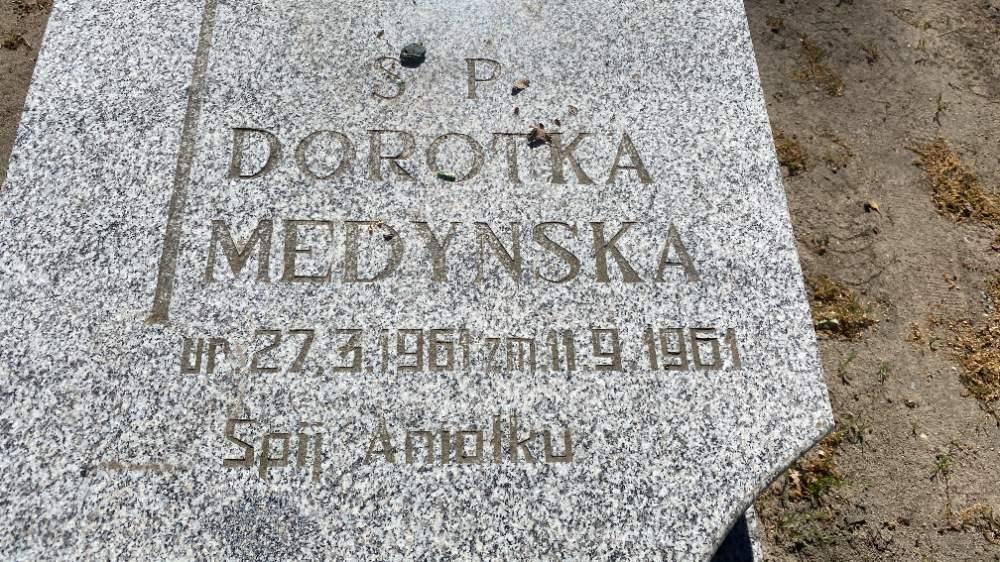 Ś P.
DOROTKA
MEDYNSKA
ur. 27.3.1961 zm. 11.9.1961
Śpij Aniołku